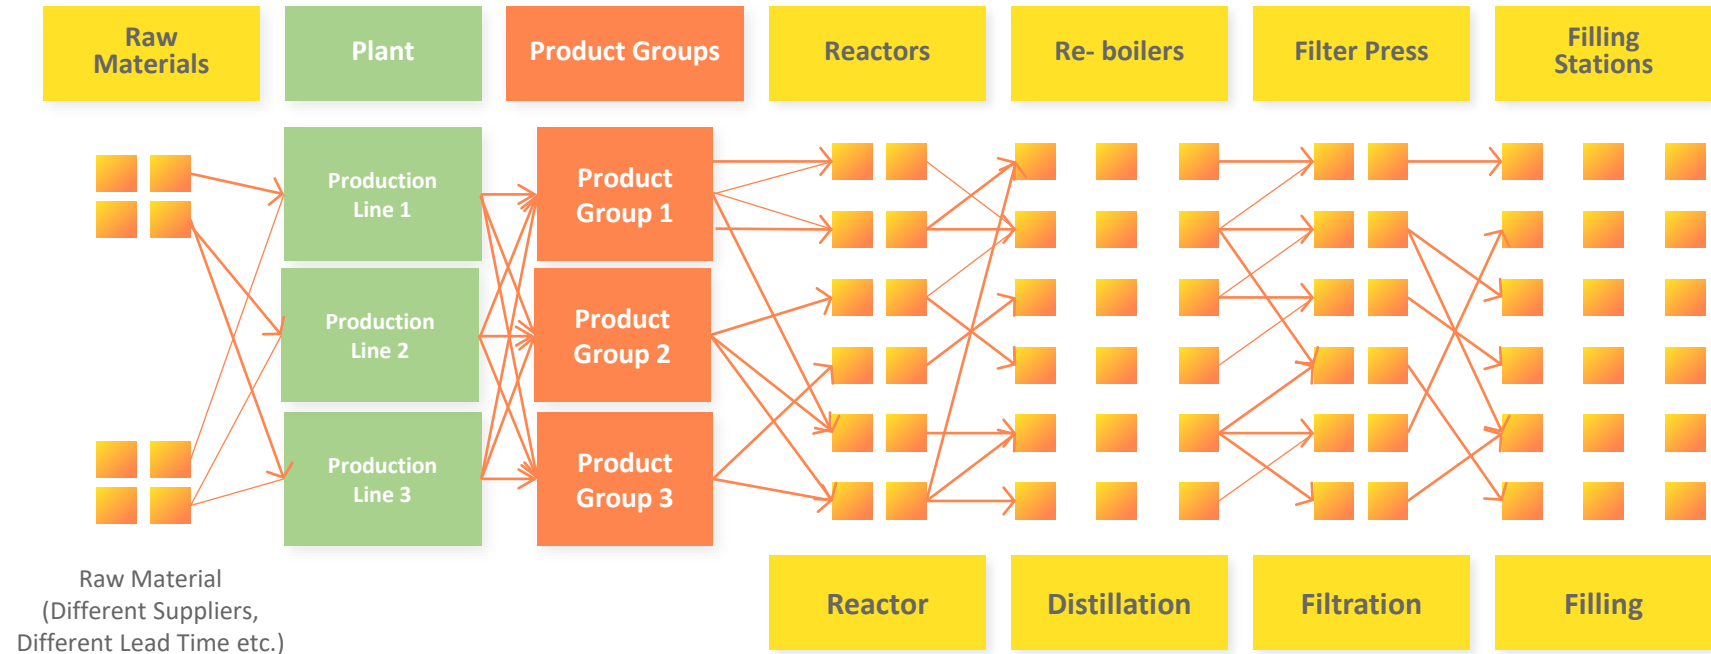 Raw
Materials
Plant
Product Groups
Reactors
Re- boilers
Filter Press
Filling
Stations
Production
Line 1
Product
Group 1
Production
Line 2
Product
Group 2
Production
Line 3
Product
Group 3
Raw Material
(Different Suppliers,
Different Lead Time etc.)
Reactor
Distillation
Filtration
Filling